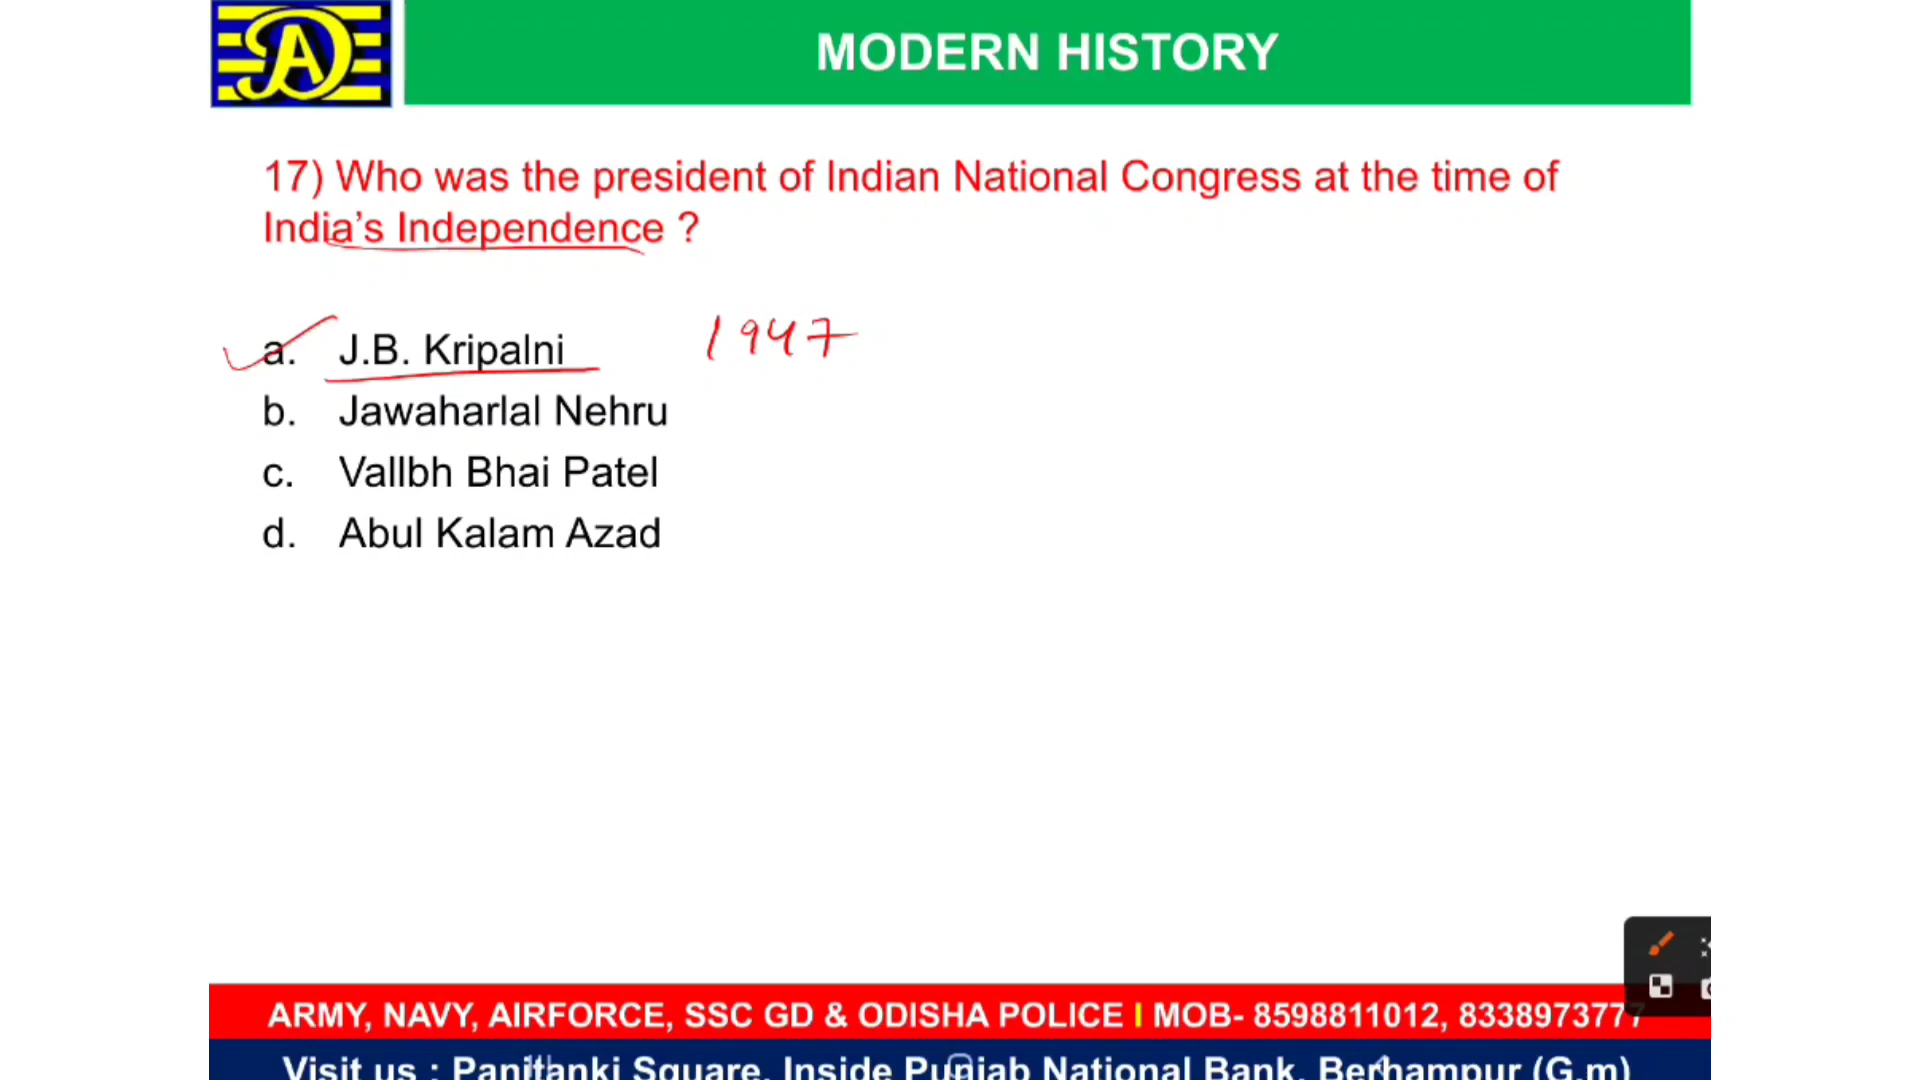 DA
MODERN HISTORY
17) Who was the president of Indian National Congress at the time of
India's Independence ?
a. J.B. Kripalni 1947
b. Jawaharlal Nehru
c. Vallbh Bhai Patel
d. Abul Kalam Azad
ARMY, NAVY, AIRFORCE, SSC GD & ODISHA POLICE I MOB- 8598811012, 8338973777
Visit us : Panitanki Square, Inside Punjab National Bank, Berhampur (G.m)